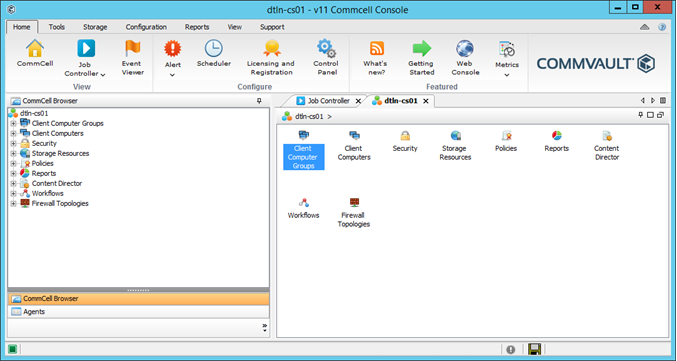 dtln-cs01 - v11 Commcell Console
Home Tools Storage Configuration Reports View Support
CommCell
Job Controller
Event Viewer
View
Alert
Scheduler
Licensing and Registration
Control Panel
Configure
What's new?
Getting Started
Web Console
Metrics
Featured
COMMVAULT
CommCell Browser
dtln-cs01
Client Computer Groups
Client Computers
Security
Storage Resources
Policies
Reports
Content Director
Workflows
Firewall Topologies
CommCell Browser
Agents
Job Controller
dtln-cs01
dtln-cs01 >
Client Computer Groups
Client Computers
Security
Storage Resources
Policies
Reports
Content Director
Workflows
Firewall Topologies